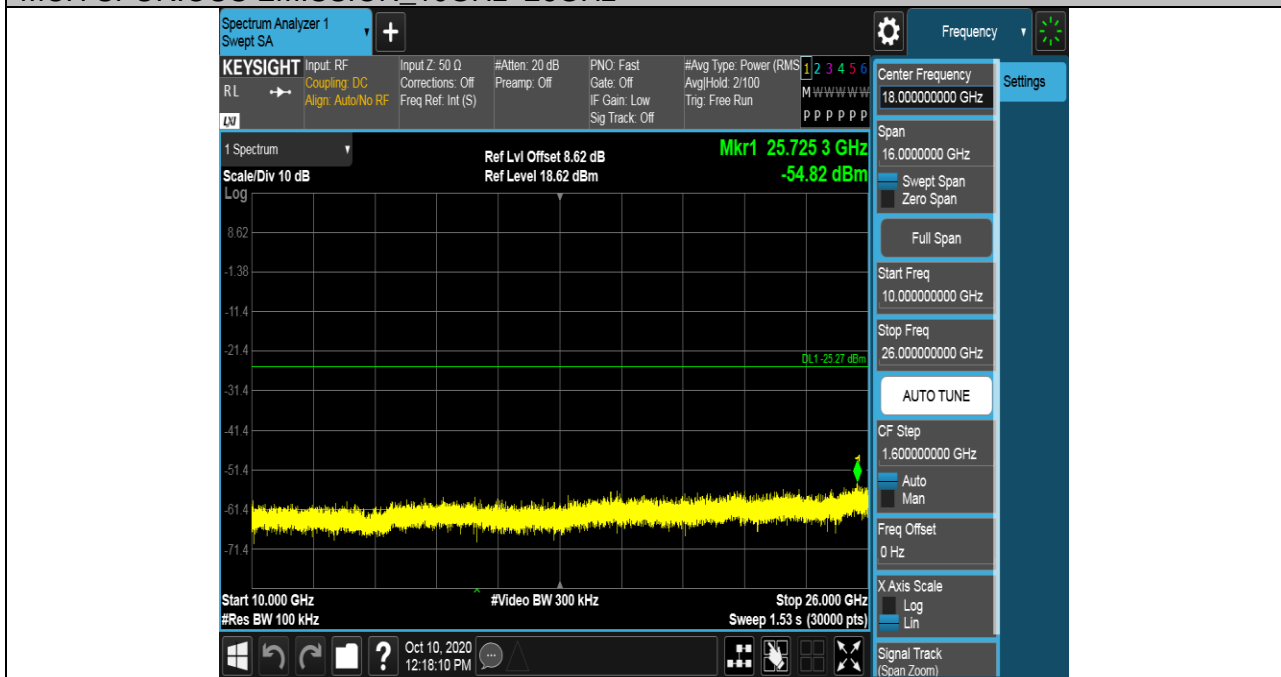 Spectrum Analyzer 1
Swept SA
+
Frequency
KEYSIGHT
RL
LXI
Input: RF
Coupling: DC
Align: Auto/No RF
Input Z: 50 Ω
Corrections: Off
Freq Ref: Int (S)
#Atten: 20 dB
Preamp: Off
PNO: Fast
Gate: Off
IF Gain: Low
Sig Track: Off
#Avg Type: Power (RMS
Avg|Hold: 2/100
Trig: Free Run
1 2 3 4 5 6
M W W W W W
P P P P P P
1 Spectrum
Scale/Div 10 dB
Ref Lvl Offset 8.62 dB
Ref Level 18.62 dBm
Mkr1 25.725 3 GHz
-54.82 dBm
Log
8.62
-1.38
-11.4
-21.4
DL1 -25.27 dBm
-31.4
-41.4
-51.4
1
-61.4
-71.4
Start 10.000 GHz
#Res BW 100 kHz
#Video BW 300 kHz
Stop 26.000 GHz
Sweep 1.53 s (30000 pts)
?
Oct 10, 2020
12:18:10 PM
Center Frequency
18.000000000 GHz
Settings
Span
16.0000000 GHz
Swept Span
Zero Span
Full Span
Start Freq
10.000000000 GHz
Stop Freq
26.000000000 GHz
AUTO TUNE
CF Step
1.600000000 GHz
Auto
Man
Freq Offset
0 Hz
X Axis Scale
Log
Lin
Signal Track
(Span Zoom)